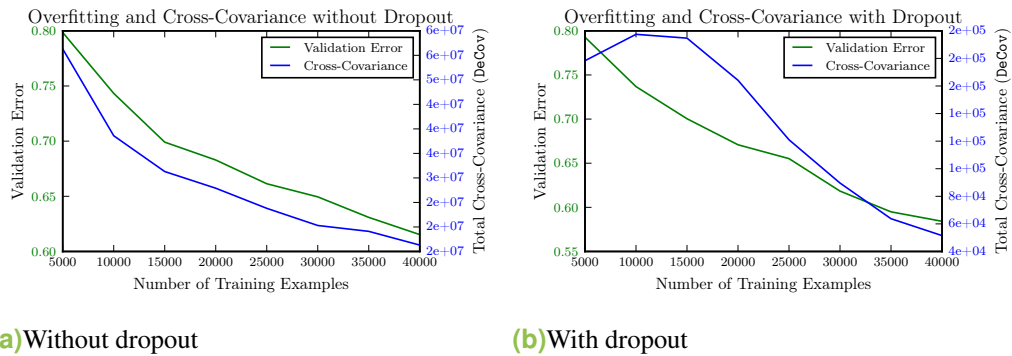 Overfitting and Cross-Covariance without Dropout
Validation Error
Cross-Covariance
0.80
0.75
0.70
0.65
0.60
Validation Error
6e+07
6e+07
5e+07
4e+07
4e+07
3e+07
3e+07
2e+07
2e+07
2e+07
Total Cross-Covariance (DeCov)
5000 10000 15000 20000 25000 30000 35000 40000
Number of Training Examples
a)Without dropout
Overfitting and Cross-Covariance with Dropout
Validation Error
Cross-Covariance
0.80
0.75
0.70
0.65
0.60
0.55
Validation Error
2e+05
2e+05
2e+05
1e+05
1e+05
1e+05
8e+04
6e+04
4e+04
Total Cross-Covariance (DeCov)
5000 10000 15000 20000 25000 30000 35000 40000
Number of Training Examples
(b)With dropout